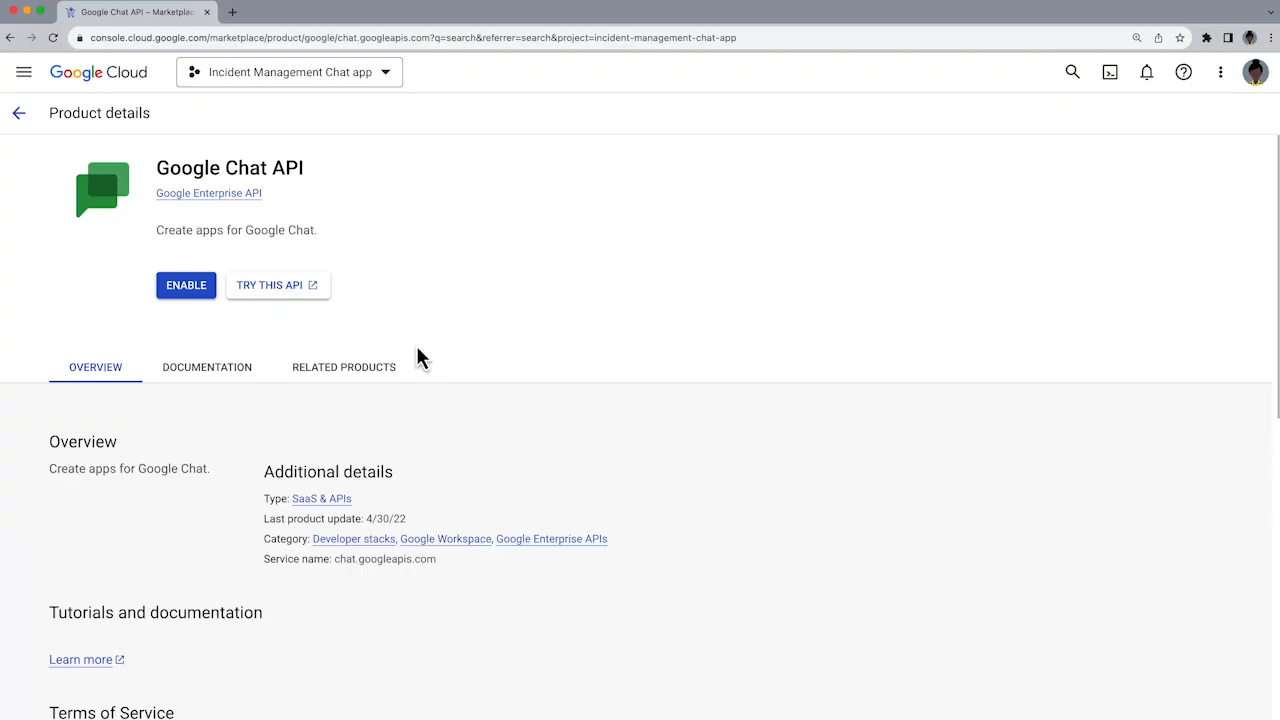 Google Chat API – Marketplac
console.cloud.google.com/marketplace/product/google/chat.googleapis.com?q=search&referrer=search&project=incident-management-chat-app
Google Cloud
Incident Management Chat app
Product details
Google Chat API
Google Enterprise API
Create apps for Google Chat.
ENABLE
TRY THIS API
OVERVIEW
DOCUMENTATION
RELATED PRODUCTS
Overview
Create apps for Google Chat.
Additional details
Type: SaaS & APIs
Last product update: 4/30/22
Category: Developer stacks, Google Workspace, Google Enterprise APIs
Service name: chat.googleapis.com
Tutorials and documentation
Learn more
Terms of Service